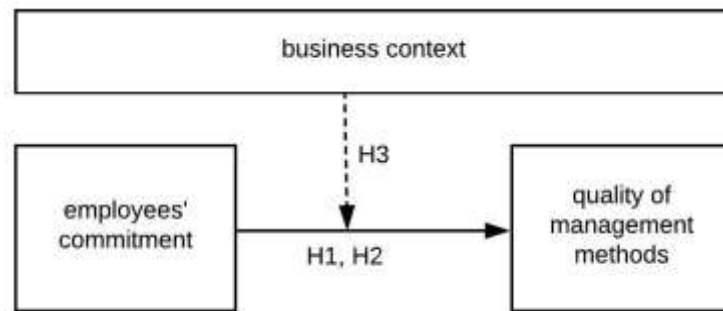 business context
H3
employees'
commitment
H1, H2
quality of
management
methods